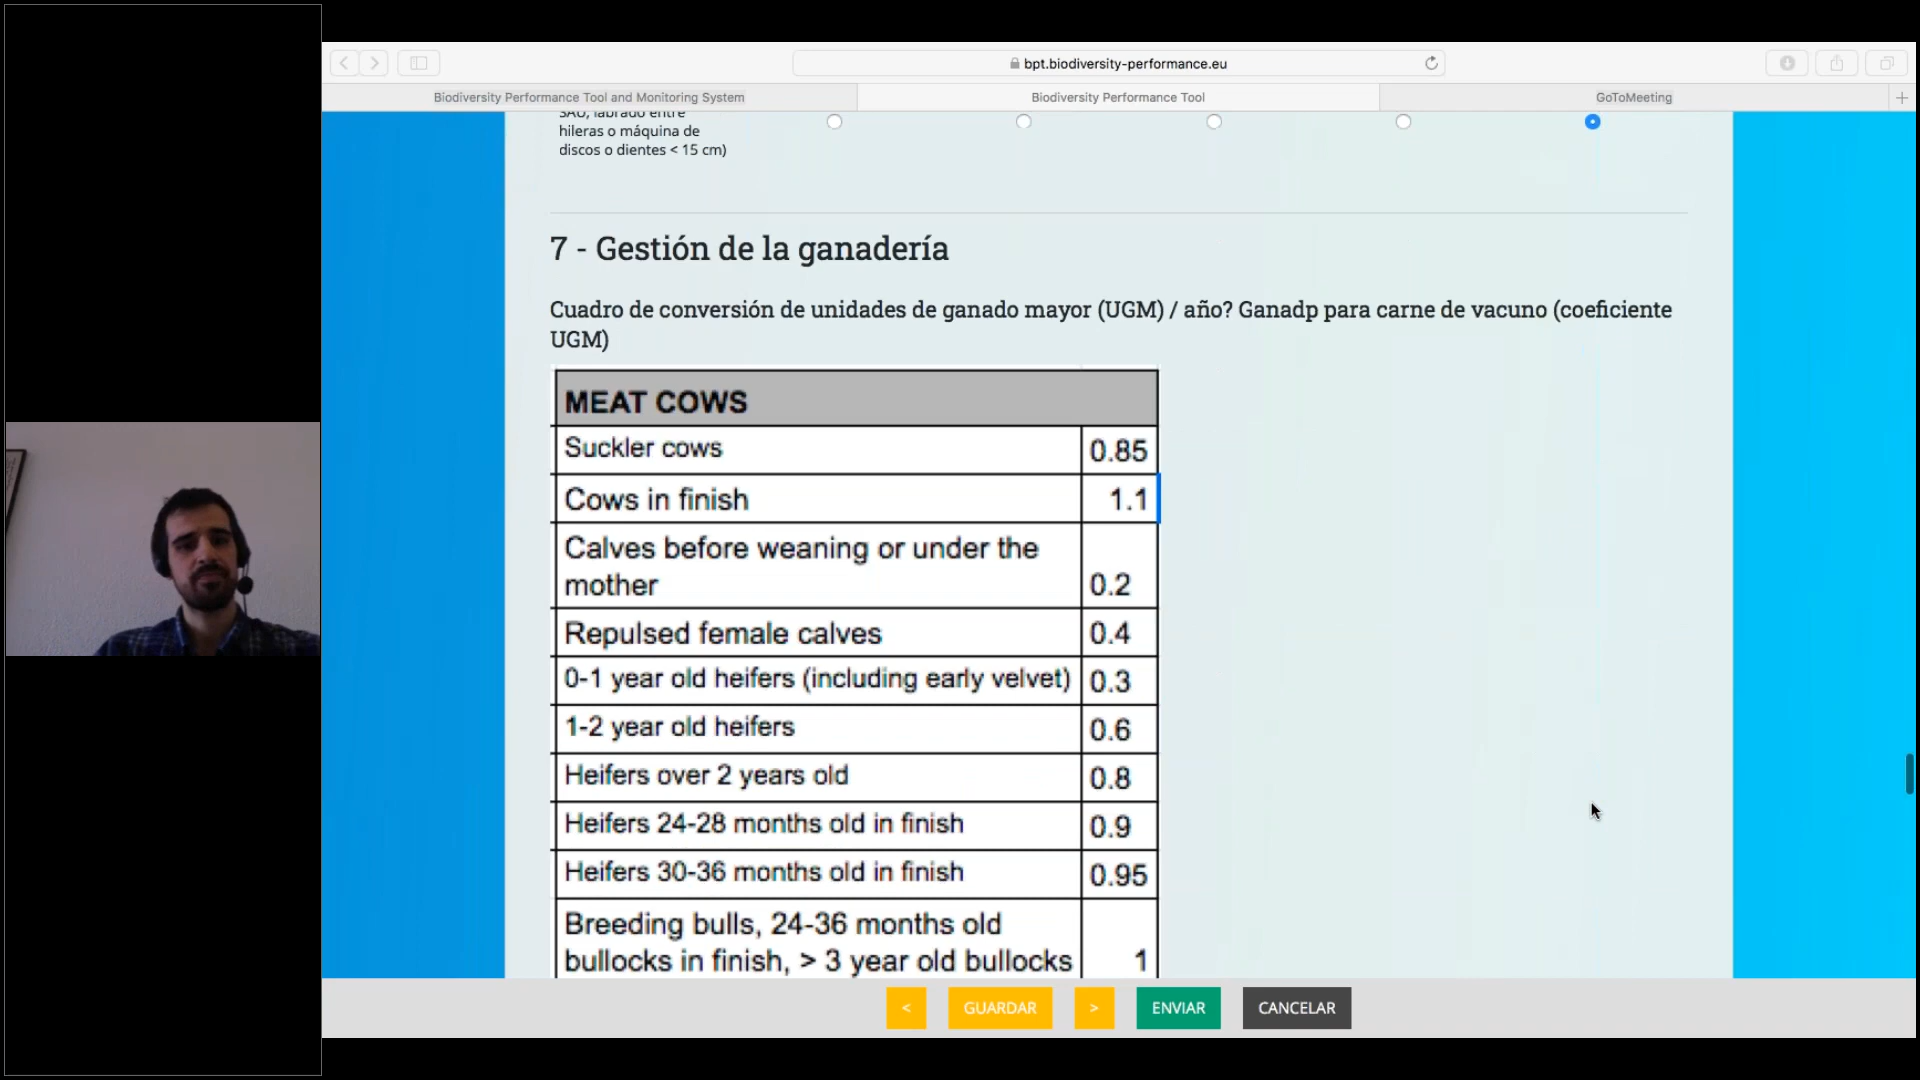 bpt.biodiversity-performance.eu
Biodiversity Performance Tool and Monitoring System
Biodiversity Performance Tool
GoToMeeting
SAU, labrado entre
hileras o máquina de
discos o dientes < 15 cm)
7 - Gestión de la ganadería
Cuadro de conversión de unidades de ganado mayor (UGM) / año? Ganadp para carne de vacuno (coeficiente
UGM)
MEAT COWS
Suckler cows 0.85
Cows in finish 1.1
Calves before weaning or under the
mother 0.2
Repulsed female calves 0.4
0-1 year old heifers (including early velvet) 0.3
1-2 year old heifers 0.6
Heifers over 2 years old 0.8
Heifers 24-28 months old in finish 0.9
Heifers 30-36 months old in finish 0.95
Breeding bulls, 24-36 months old
bullocks in finish, > 3 year old bullocks 1
< GUARDAR > ENVIAR CANCELAR